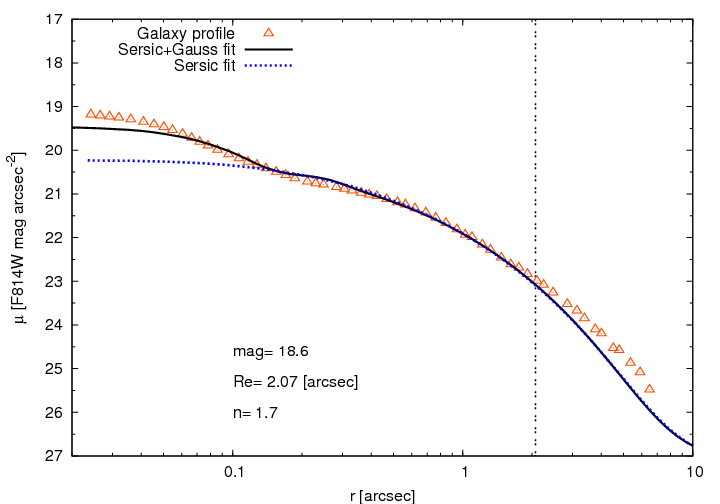 Galaxy profile
Sersic+Gauss fit
Sersic fit
17
18
19
20
21
22
23
24
25
26
27
μ [F814W mag arcsec-2]
mag= 18.6
Re= 2.07 [arcsec]
n= 1.7
0.1
1
10
r [arcsec]